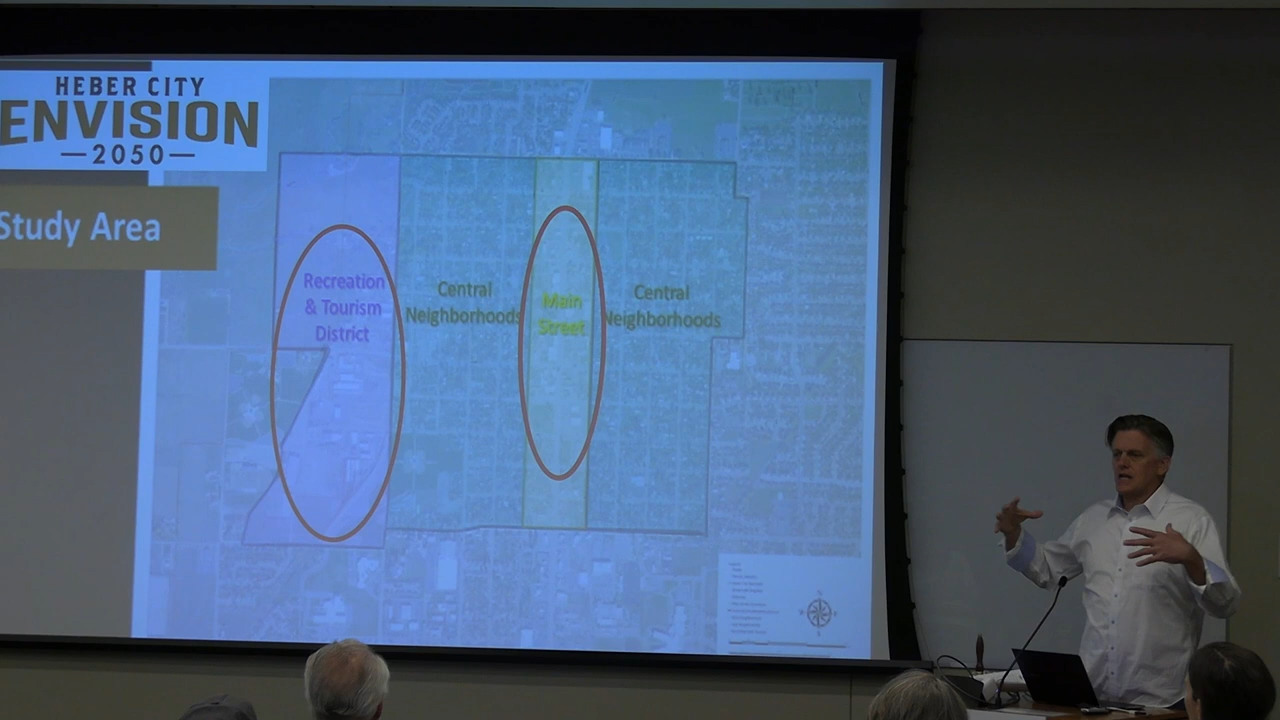 HEBER CITY
ENVISION
2050
Study Area
Recreation
& Tourism
District
Central
Neighborhoods
Main
Street
Central
Neighborhoods